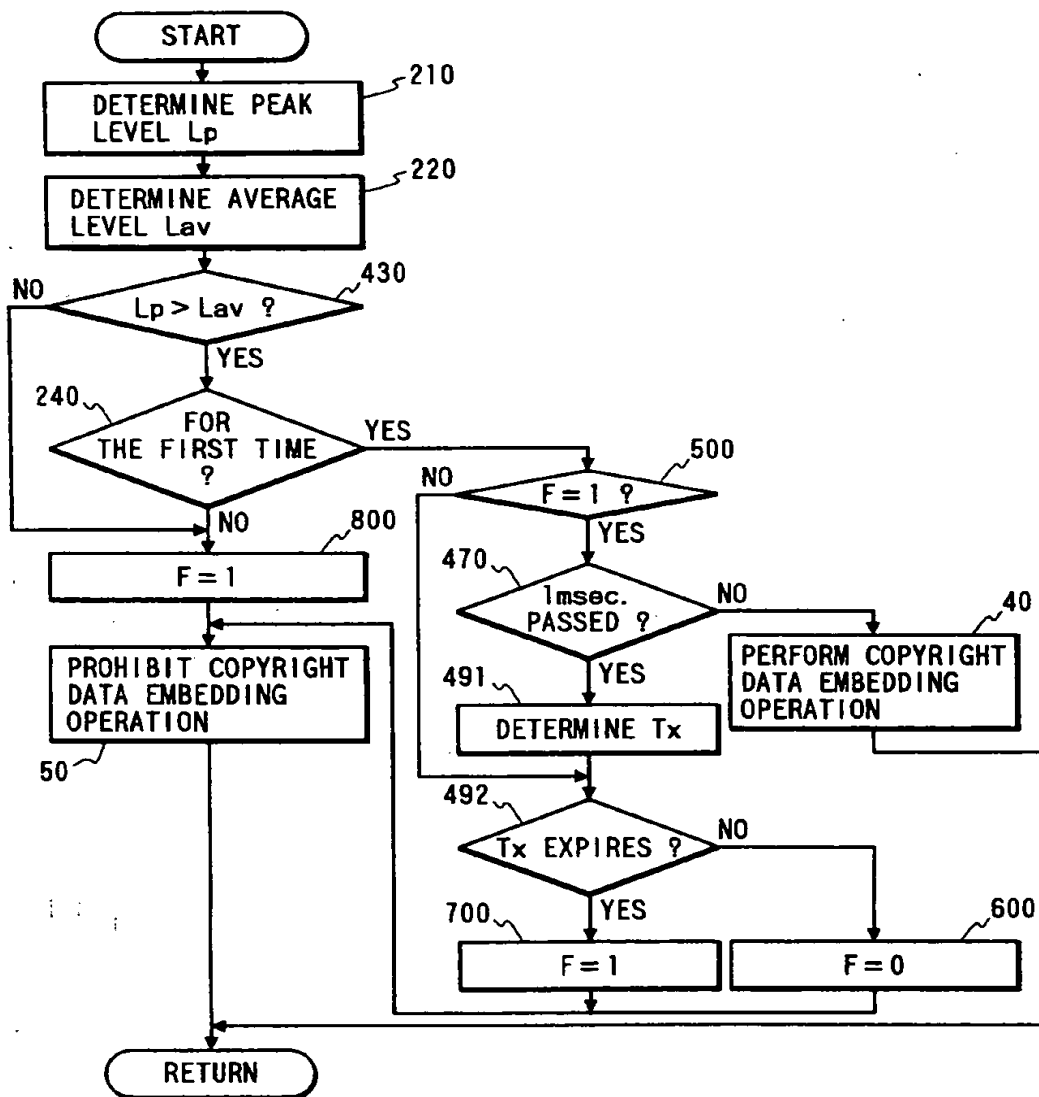 START
210
DETERMINE PEAK
LEVEL Lp
220
DETERMINE AVERAGE
LEVEL Lav
430
NO
Lp > Lav ?
YES
240
FOR
THE FIRST TIME
?
YES
NO
500
NO
F = 1 ?
YES
800
F = 1
470
1msec.
PASSED ?
NO
YES
40
PERFORM COPYRIGHT
DATA EMBEDDING
OPERATION
PROHIBIT COPYRIGHT
DATA EMBEDDING
OPERATION
50
491
DETERMINE Tx
492
Tx EXPIRES ?
NO
YES
700
F = 1
600
F = 0
RETURN